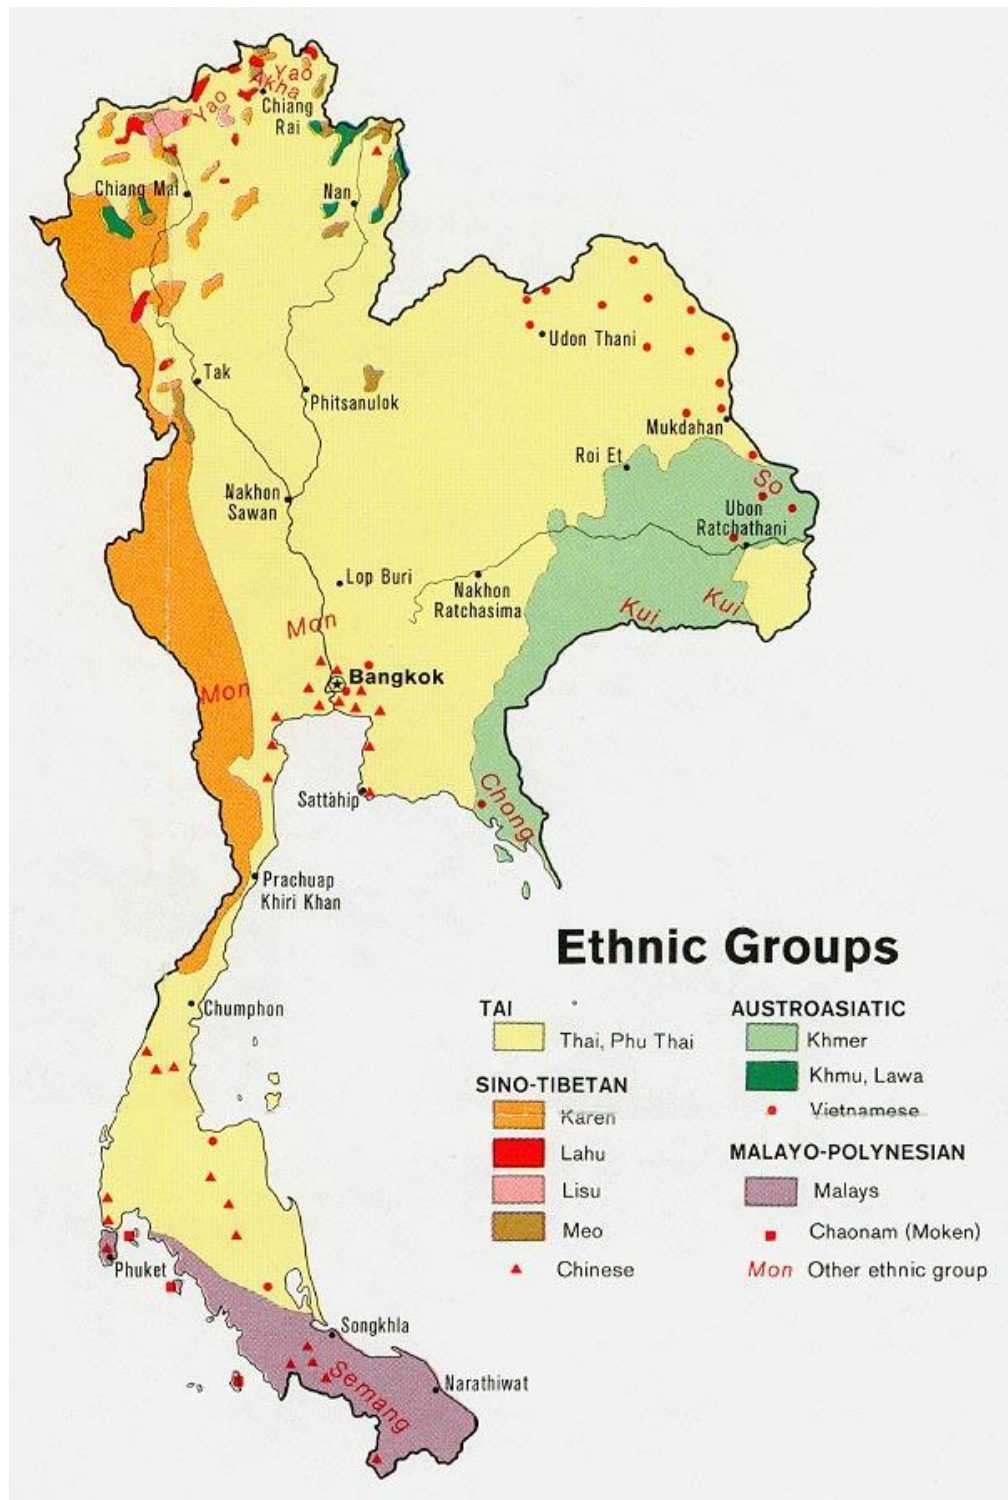 Yao
Akha
Yao
Chiang
Rai
Chiang Mai
Nan
Udon Thani
Tak
Phitsanulok
Mukdahan
Roi Et
So
Nakhon
Sawan
Ubon
Ratchathani
Lop Buri
Nakhon
Ratchasima
Kui
Kui
Mon
Bangkok
Mon
Sattahip
Chong
Prachuap
Khiri Khan
Ethnic Groups
Chumphon
TAI
Thai, Phu Thai
SINO-TIBETAN
Karen
Lahu
Lisu
Meo
Chinese
AUSTROASIATIC
Khmer
Khmu, Lawa
Vietnamese
MALAYO-POLYNESIAN
Malays
Chaonam (Moken)
Mon Other ethnic group
Phuket
Songkhla
Semang
Narathiwat